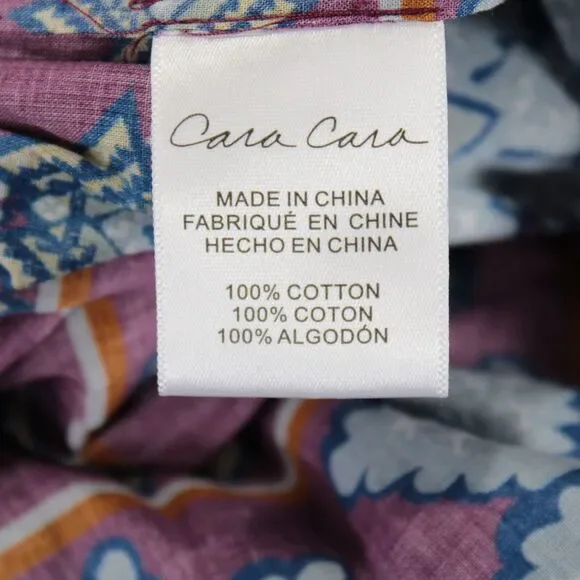 Cara Cara
MADE IN CHINA
FABRIQUÉ EN CHINE
HECHO EN CHINA
100% COTTON
100% COTON
100% ALGODÓN